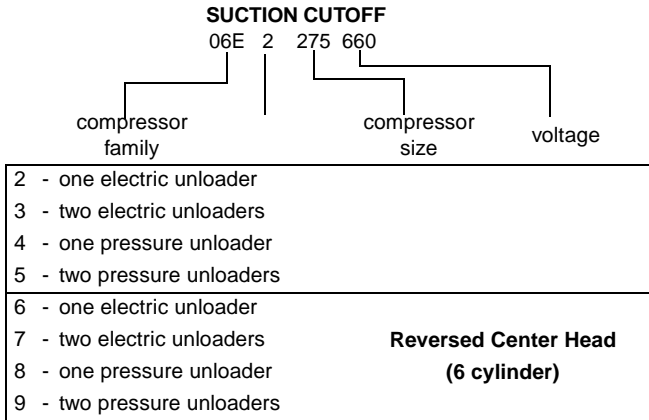 SUCTION CUTOFF
06E 2 275 660
compressor family
compressor size
voltage
2 - one electric unloader
3 - two electric unloaders
4 - one pressure unloader
5 - two pressure unloaders
6 - one electric unloader
7 - two electric unloaders
8 - one pressure unloader
9 - two pressure unloaders
Reversed Center Head
(6 cylinder)